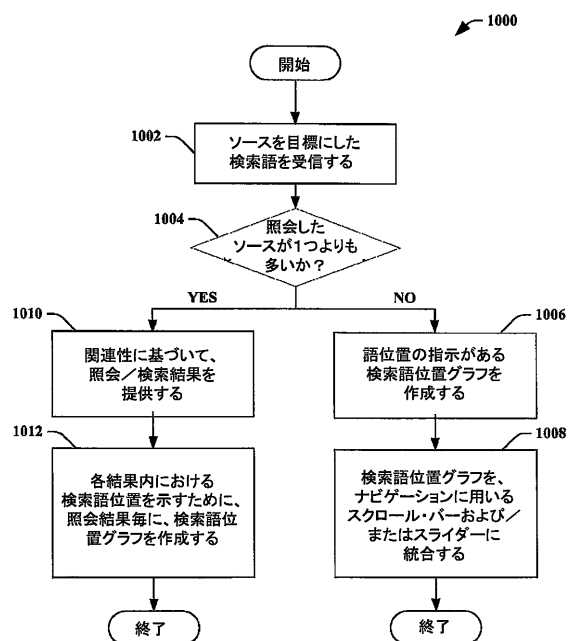 1000
開始
1002
ソースを目標にした
検索語を受信する
1004
照会した
ソースが1つよりも
多いか？
YES
NO
1010
関連性に基づいて、
照会／検索結果を
提供する
1006
語位置の指示がある
検索語位置グラフを
作成する
1012
各結果内における
検索語位置を示すために、
照会結果毎に、検索語位
置グラフを作成する
1008
検索語位置グラフを、
ナビゲーションに用いる
スクロール・バーおよび／
またはスライダーに
統合する
終了
終了